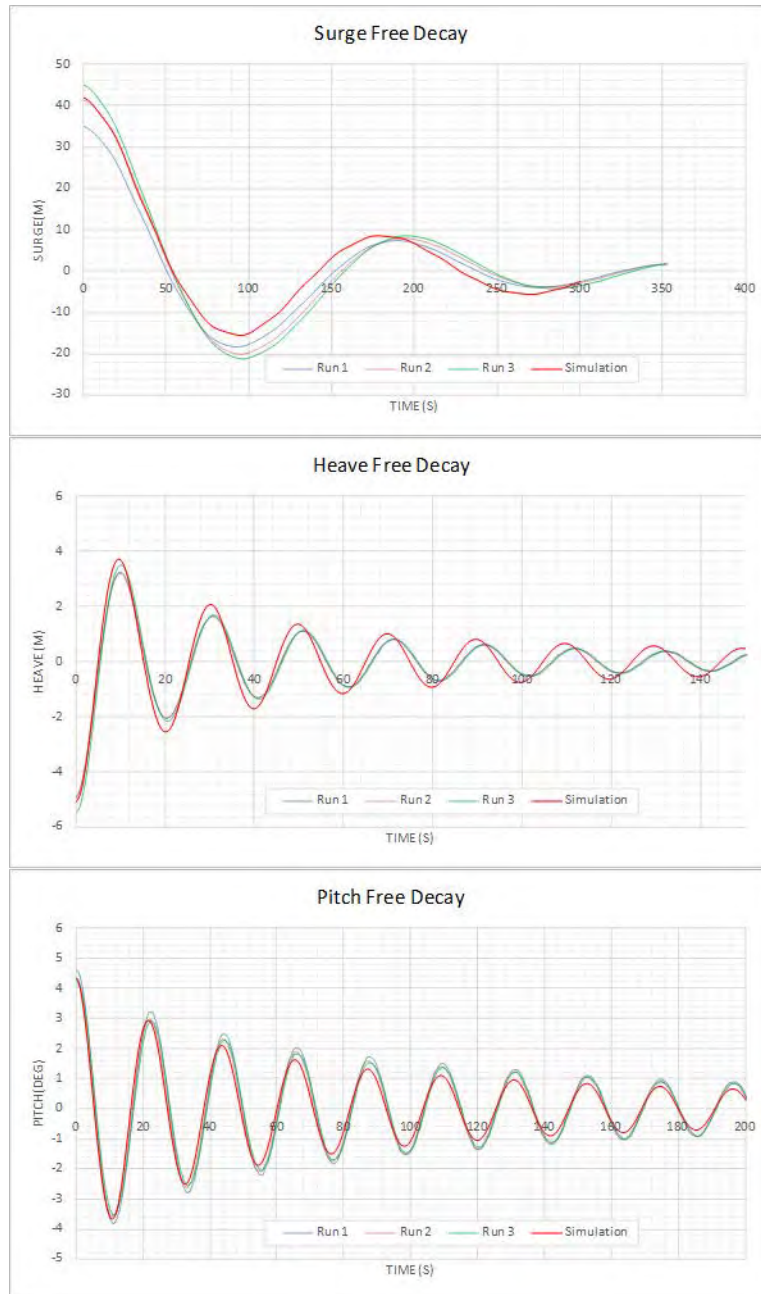 Surge Free Decay
50
40
30
20
10
0
-10
-20
-30
SURGE(M)
0 50 100 150 200 250 300 350 400
Run 1 Run 2 Run 3 Simulation
TIME(S)
Heave Free Decay
6
4
2
0
-2
-4
-6
HEAVE(M)
0 20 40 60 80 100 120 140
Run 1 Run 2 Run 3 Simulation
TIME(S)
Pitch Free Decay
6
5
4
3
2
1
0
-1
-2
-3
-4
-5
PITCH(DEG)
0 20 40 60 80 100 120 140 160 180 200
Run 1 Run 2 Run 3 Simulation
TIME(S)